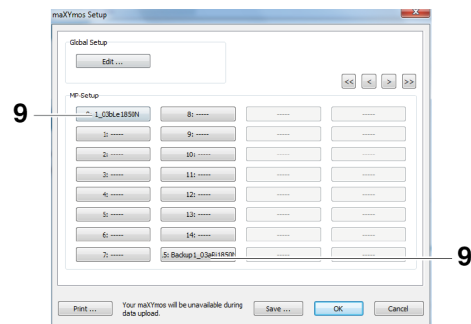 maXYmos Setup
Global Setup
Edit ...
<< < > >>
MP-Setup
9
1_03bLe1850N 8: ----- ----- -----
1: ----- 9: ----- ----- -----
2: ----- 10: ----- ----- -----
3: ----- 11: ----- ----- -----
4: ----- 12: ----- ----- -----
5: ----- 13: ----- ----- -----
6: ----- 14: ----- ----- -----
7: ----- .5: ----- -----
9
Print ... Your maXYmos will be unavailable during Save ... OK Cancel
data upload.